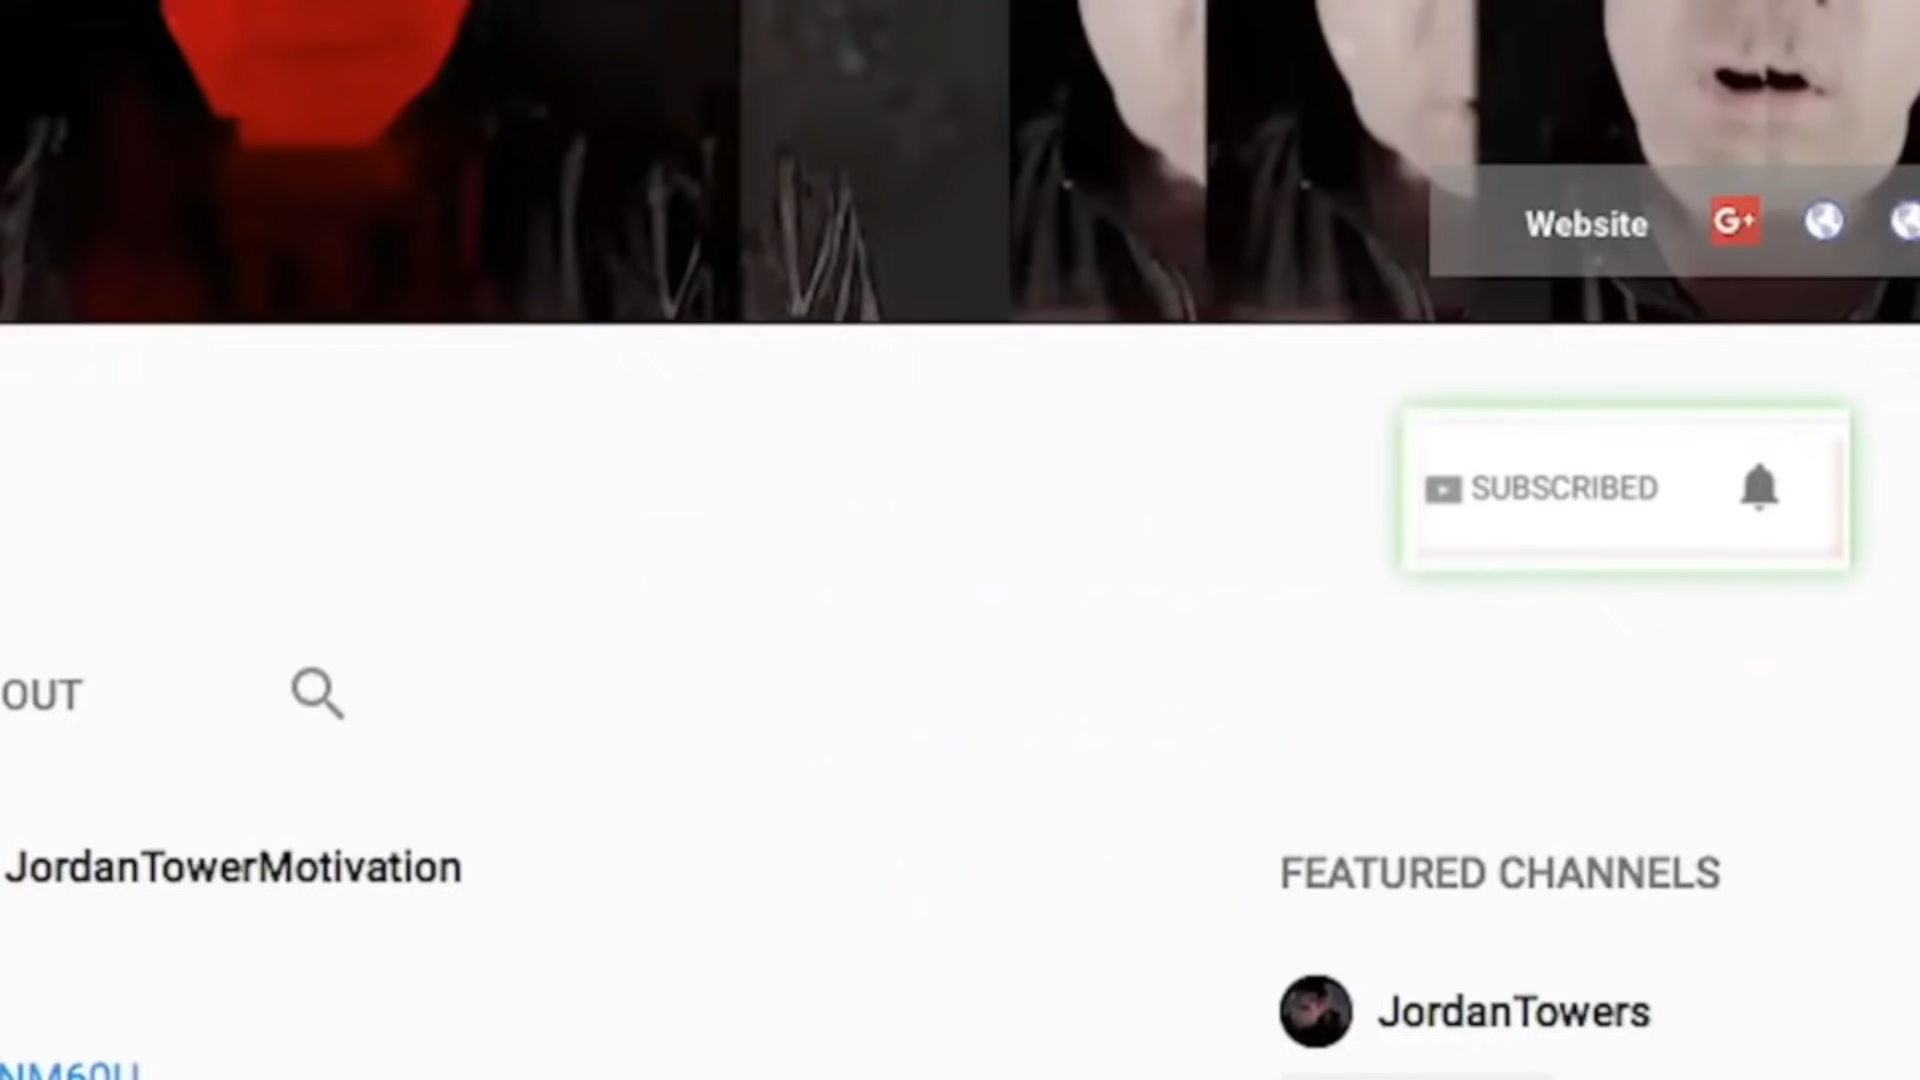 Website G+
SUBSCRIBED
OUT
JordanTowerMotivation
FEATURED CHANNELS
JordanTowers